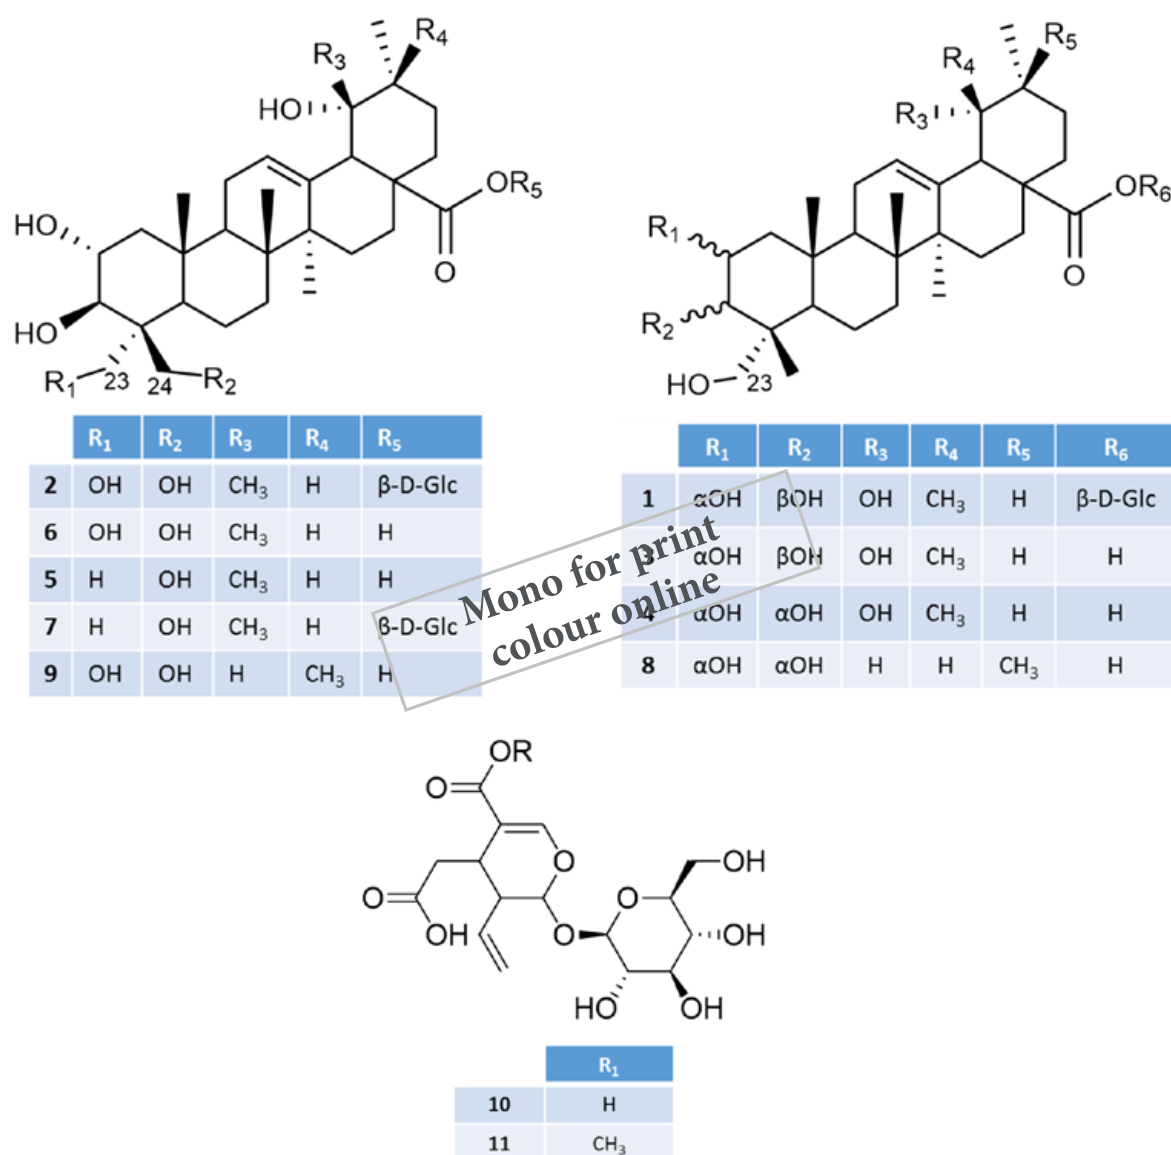 R3
R4
HO
HO
HO
OR5
O
R1
23
24
R2
R5
R4
R3
R1
R2
OR6
O
HO
23
R1 R2 R3 R4 R5
2 OH OH CH3 H β-D-Glc
6 OH OH CH3 H H
5 H OH CH3 H H
7 H OH CH3 H β-D-Glc
9 OH OH H CH3 H
R1 R2 R3 R4 R5 R6
1 αOH βOH OH CH3 H β-D-Glc
3 αOH βOH OH CH3 H H
4 αOH αOH OH CH3 H H
8 αOH αOH H H CH3 H
Mono for print
colour online
OR
O
O
OH
O
O
O
OH
OH
HO
OH
R1
10 H
11 CH3